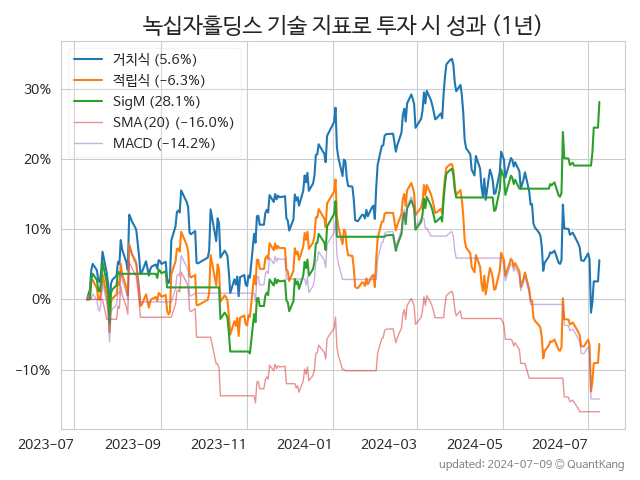 녹십자홀딩스 기술 지표로 투자 시 성과 (1년)
거치식 (5.6%)
적립식 (−6.3%)
SigM (28.1%)
SMA(20) (−16.0%)
MACD (−14.2%)
30%
20%
10%
0%
−10%
2023-07 2023-09 2023-11 2024-01 2024-03 2024-05 2024-07
updated: 2024-07-09 ⓒ QuantKang